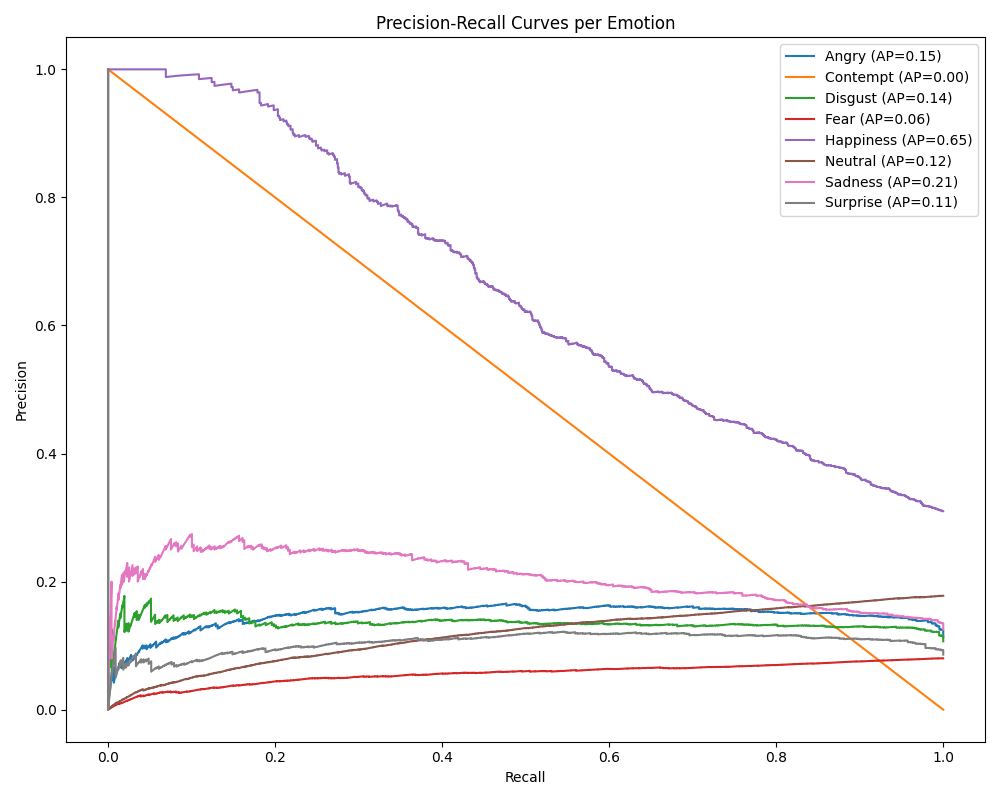 Precision-Recall Curves per Emotion
Angry (AP=0.15)
Contempt (AP=0.00)
Disgust (AP=0.14)
Fear (AP=0.06)
Happiness (AP=0.65)
Neutral (AP=0.12)
Sadness (AP=0.21)
Surprise (AP=0.11)
Precision
1.0
0.8
0.6
0.4
0.2
0.0
0.0 0.2 0.4 0.6 0.8 1.0
Recall